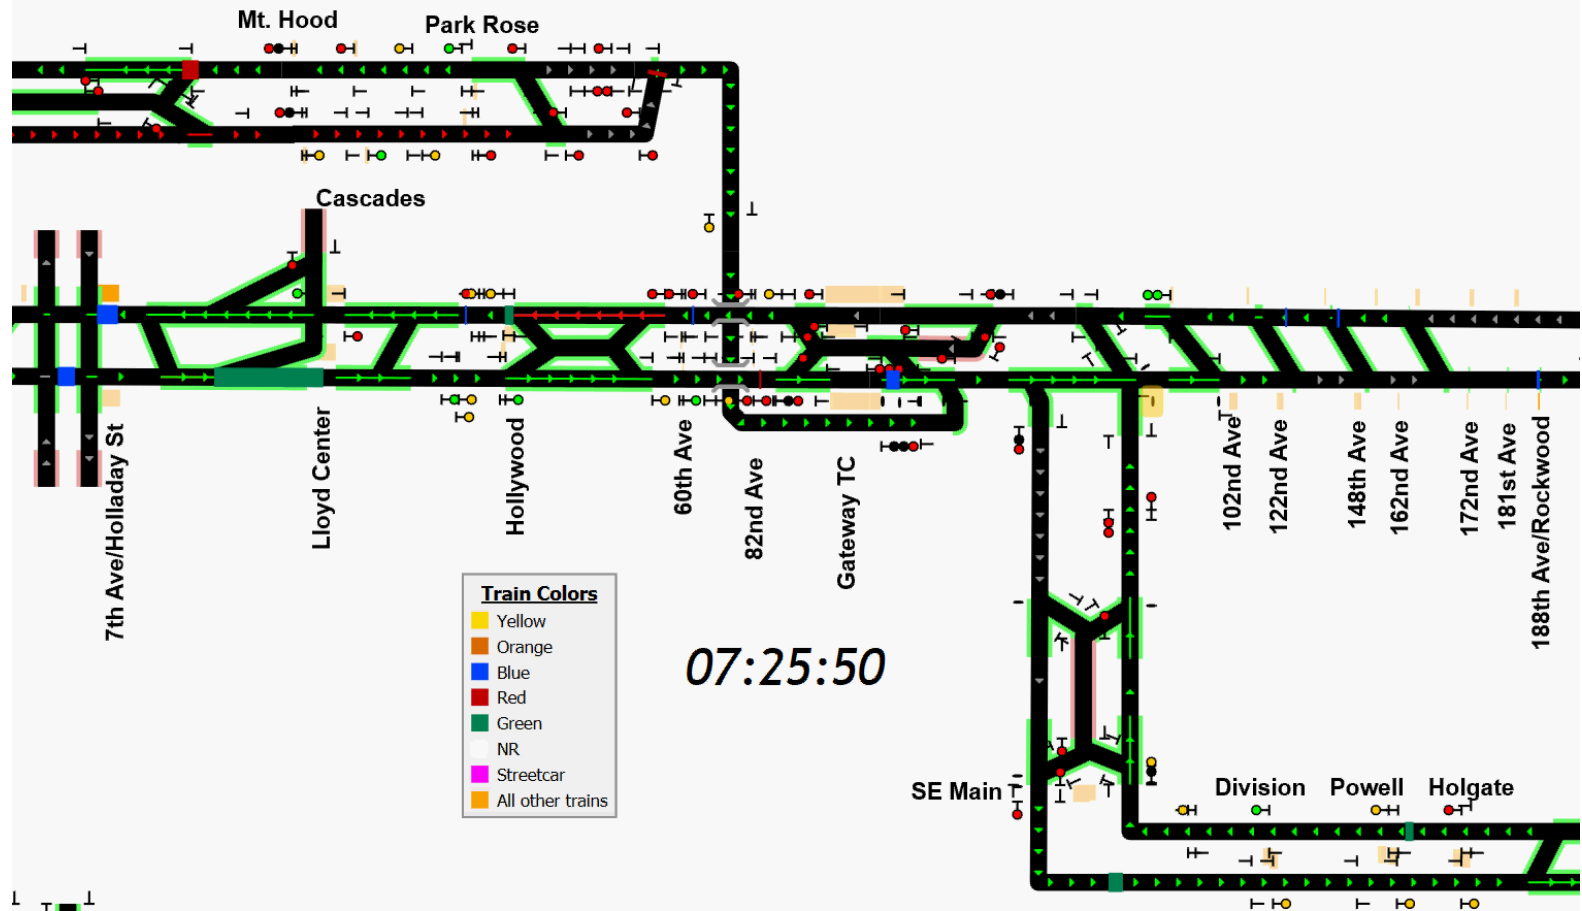 Mt. Hood
Park Rose
Cascades
7th Ave/Holladay St
Lloyd Center
Hollywood
60th Ave
82nd Ave
Gateway TC
102nd Ave
122nd Ave
148th Ave
162nd Ave
172nd Ave
181st Ave
188th Ave/Rockwood
Train Colors
Yellow
Orange
Blue
Red
Green
NR
Streetcar
All other trains
07:25:50
SE Main
Division
Powell
Holgate